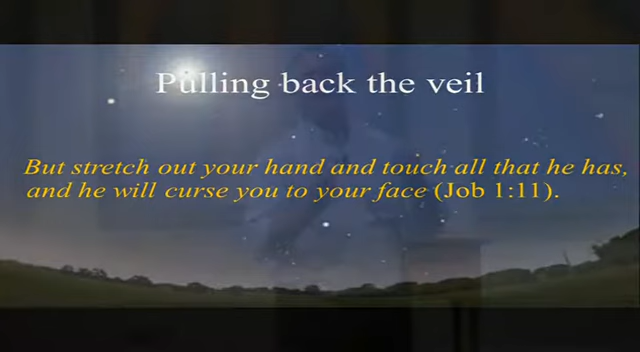 Pulling back the veil
But stretch out your hand and touch all that he has,
and he will curse you to your face (Job 1:11).